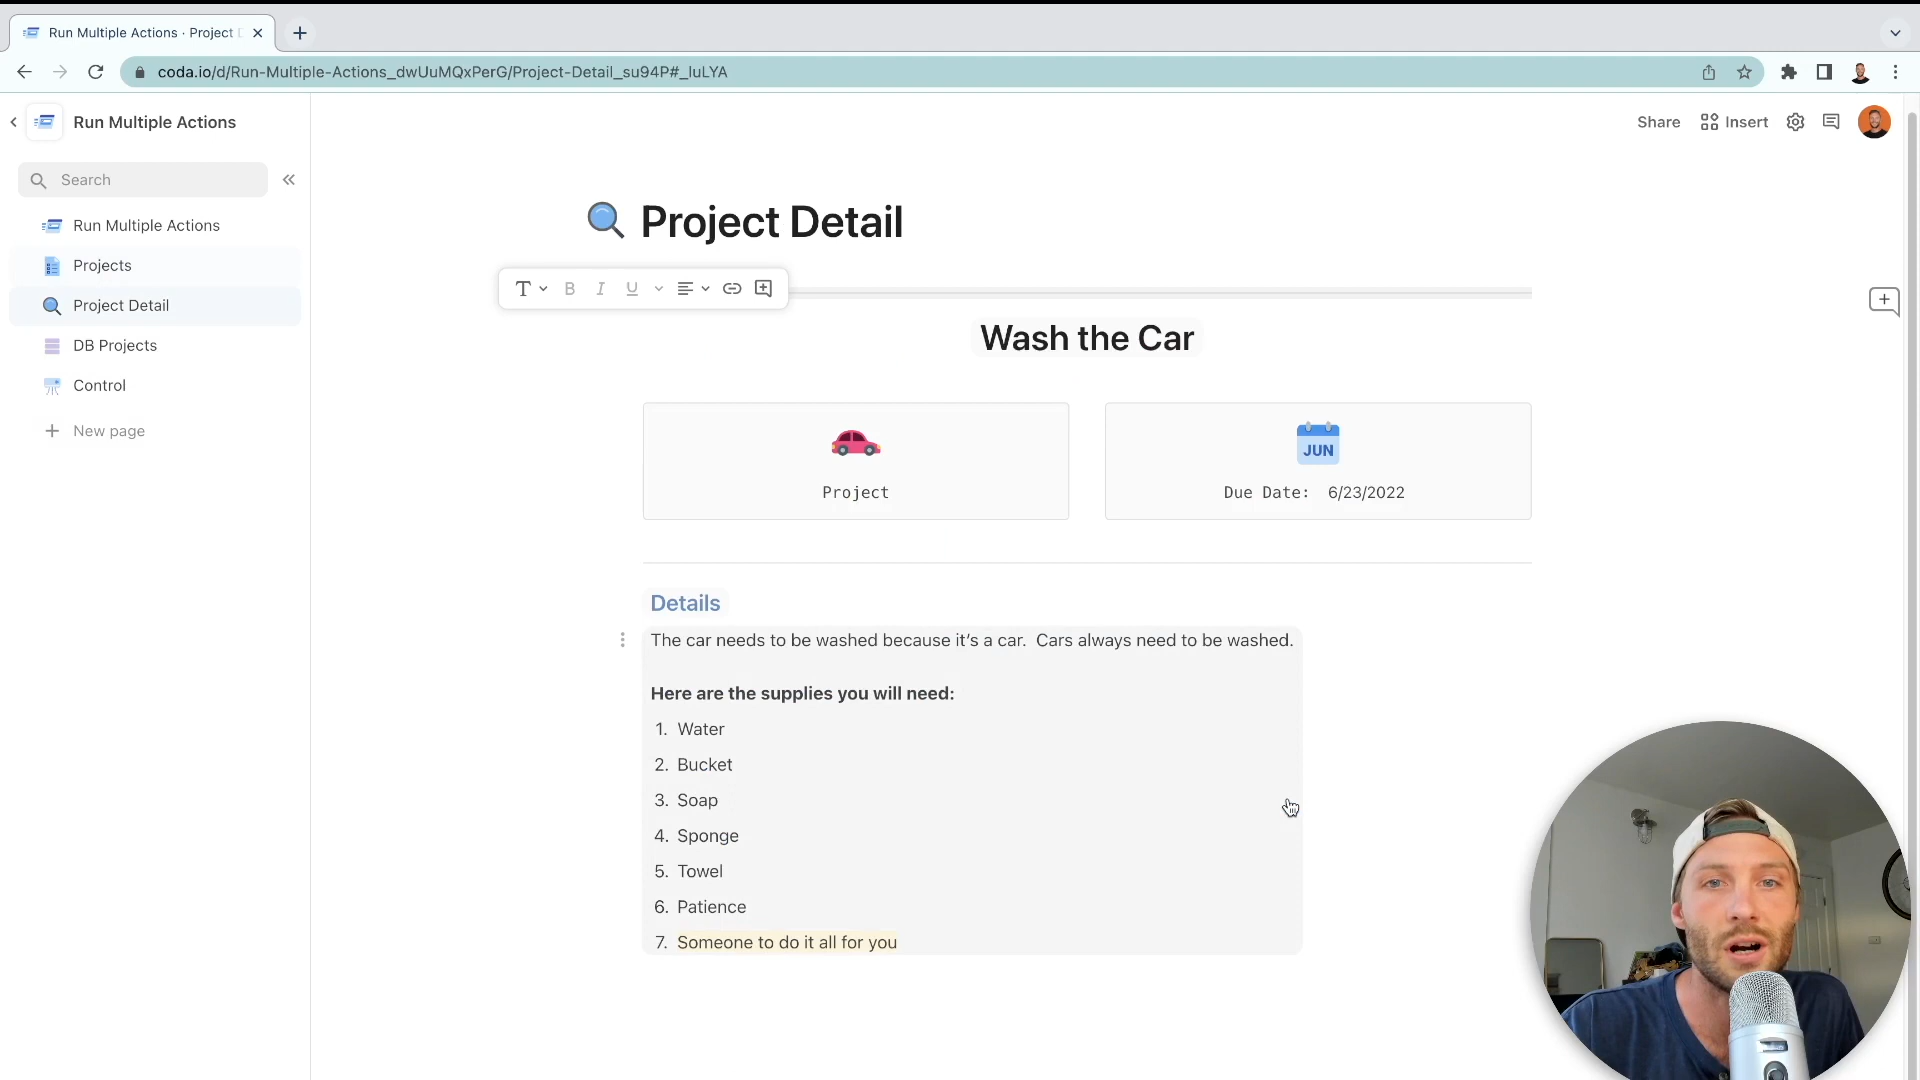 Run Multiple Actions · Project
coda.io/d/Run-Multiple-Actions_dwUuMQxPerG/Project-Detail_su94P#_luLYA
Run Multiple Actions
Share
Insert
Search
Run Multiple Actions
Projects
Project Detail
DB Projects
Control
New page
Project Detail
T B I U
Wash the Car
Project
JUN
Due Date: 6/23/2022
Details
The car needs to be washed because it's a car. Cars always need to be washed.
Here are the supplies you will need:
1. Water
2. Bucket
3. Soap
4. Sponge
5. Towel
6. Patience
7. Someone to do it all for you